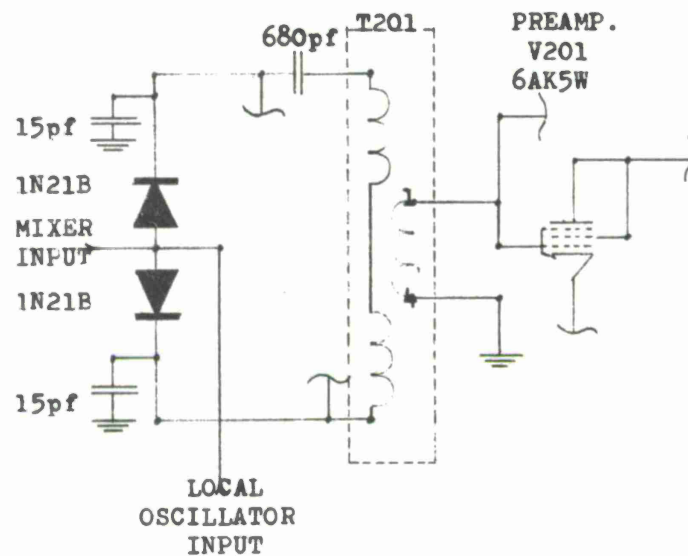 680pf
T201
PREAMP.
V201
6AK5W
15pf
1N21B
MIXER
INPUT
1N21B
15pf
LOCAL
OSCILLATOR
INPUT